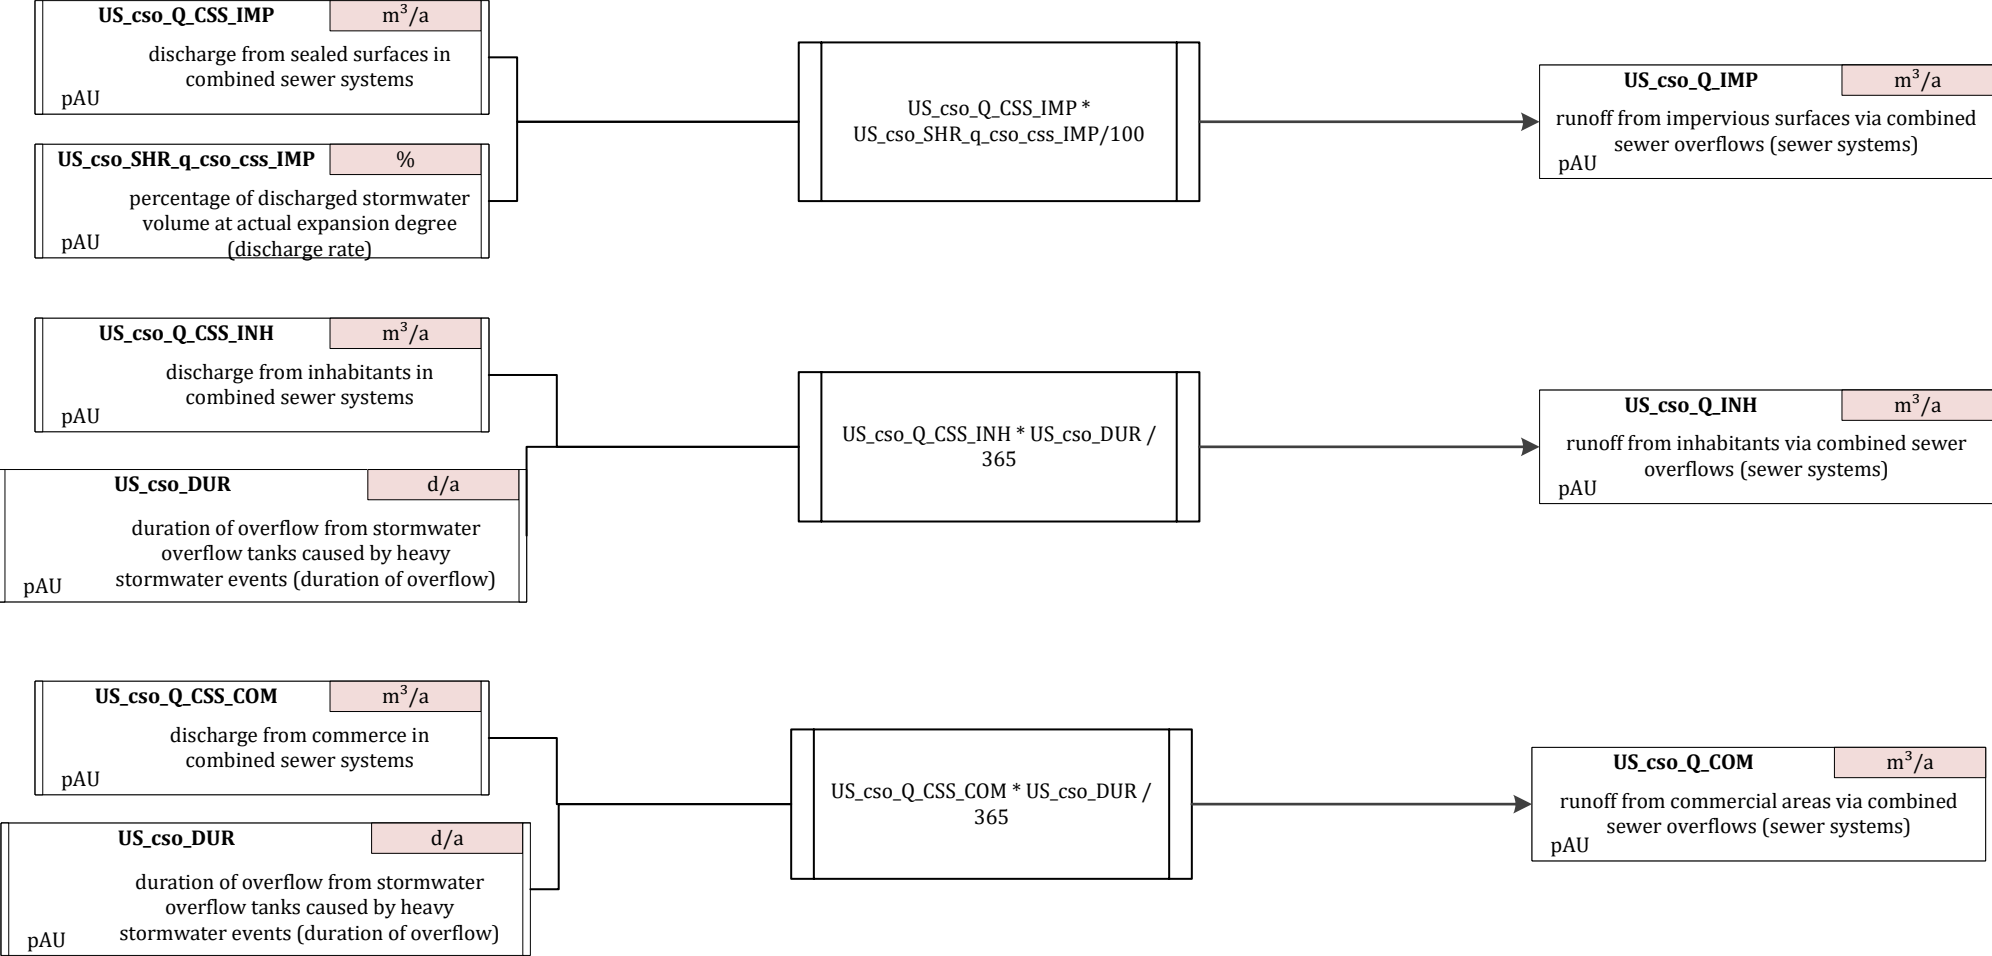 US_cso_Q_CSS_IMP
m³/a
discharge from sealed surfaces in
combined sewer systems
pAU
US_cso_SHR_q_cso_css_IMP
%
percentage of discharged stormwater
volume at actual expansion degree
(discharge rate)
pAU
US_cso_Q_CSS_IMP *
US_cso_SHR_q_cso_css_IMP/100
US_cso_Q_IMP
m³/a
runoff from impervious surfaces via combined
sewer overflows (sewer systems)
pAU
US_cso_Q_CSS_INH
m³/a
discharge from inhabitants in
combined sewer systems
pAU
US_cso_DUR
d/a
duration of overflow from stormwater
overflow tanks caused by heavy
stormwater events (duration of overflow)
pAU
US_cso_Q_CSS_INH * US_cso_DUR /
365
US_cso_Q_INH
m³/a
runoff from inhabitants via combined sewer
overflows (sewer systems)
pAU
US_cso_Q_CSS_COM
m³/a
discharge from commerce in
combined sewer systems
pAU
US_cso_DUR
d/a
duration of overflow from stormwater
overflow tanks caused by heavy
stormwater events (duration of overflow)
pAU
US_cso_Q_CSS_COM * US_cso_DUR /
365
US_cso_Q_COM
m³/a
runoff from commercial areas via combined
sewer overflows (sewer systems)
pAU